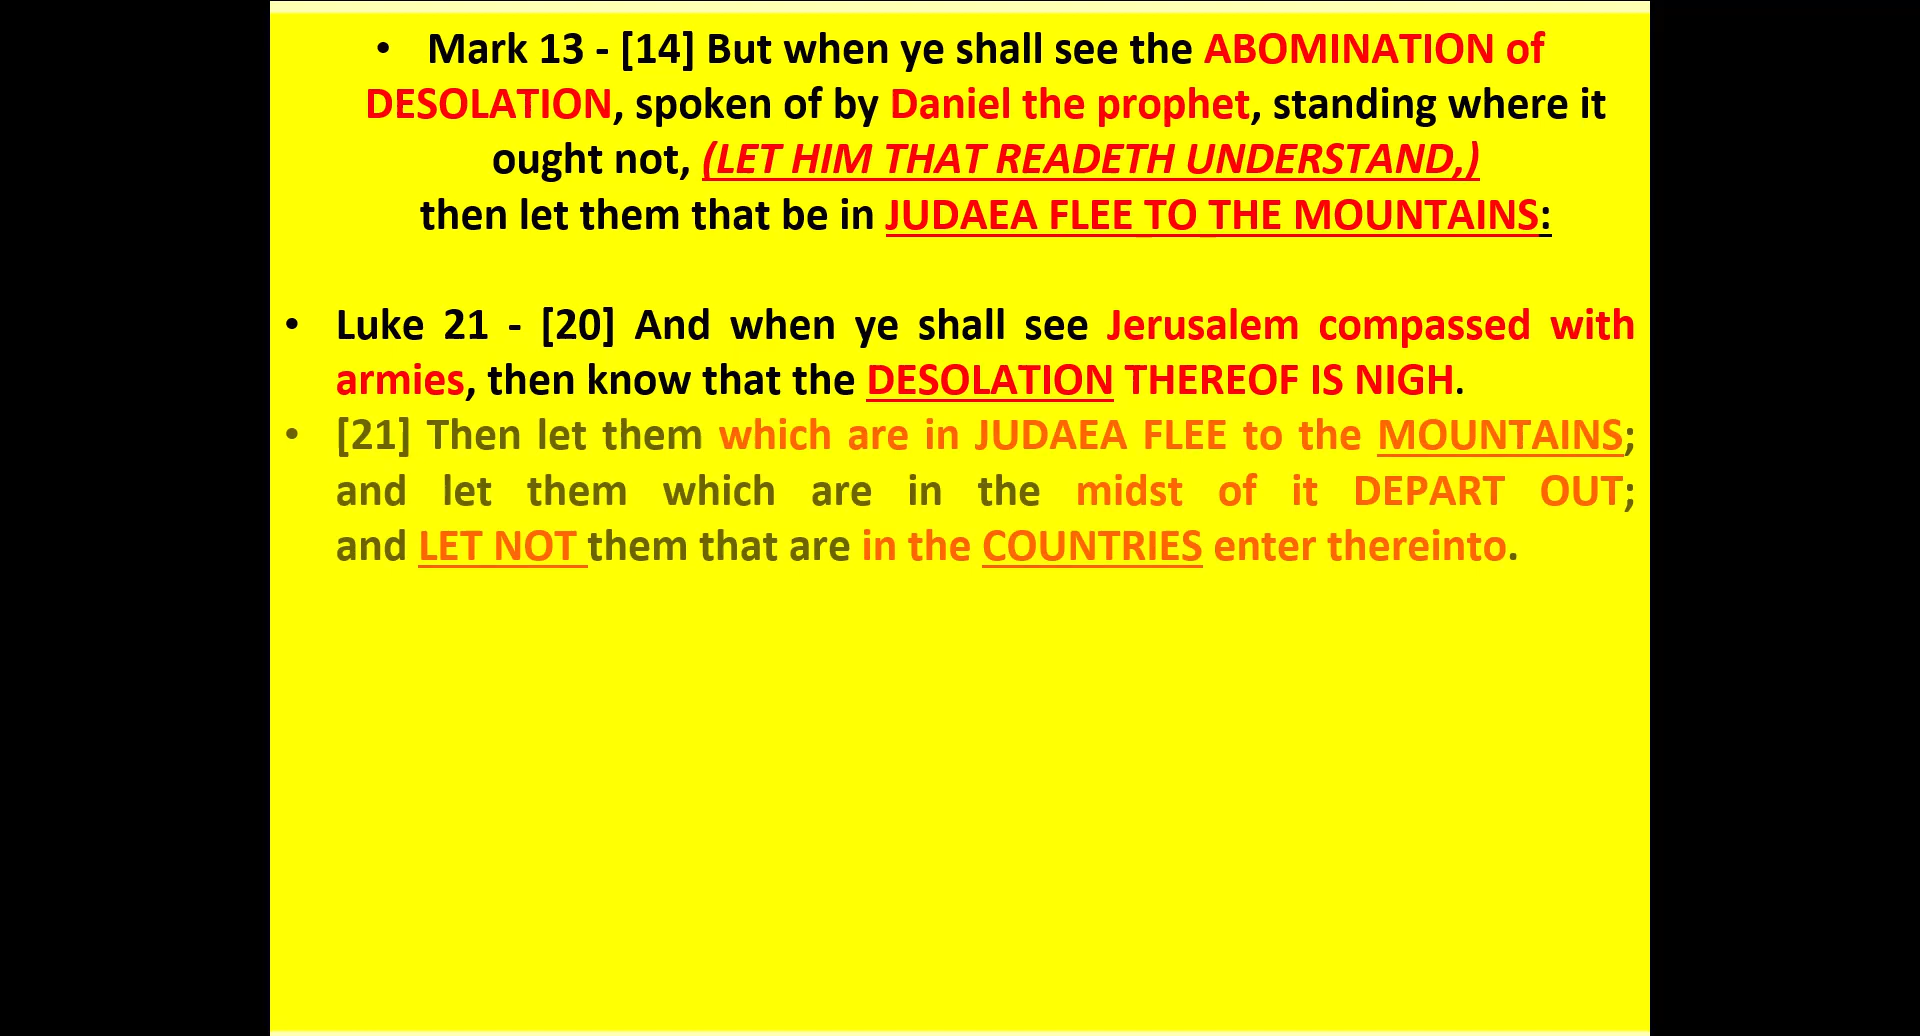 • Mark 13 - [14] But when ye shall see the ABOMINATION of
DESOLATION, spoken of by Daniel the prophet, standing where it
ought not, (LET HIM THAT READETH UNDERSTAND,)
then let them that be in JUDAEA FLEE TO THE MOUNTAINS:
• Luke 21 - [20] And when ye shall see Jerusalem compassed with
armies, then know that the DESOLATION THEREOF IS NIGH.
• [21] Then let them which are in JUDAEA FLEE to the MOUNTAINS;
and let them which are in the midst of it DEPART OUT;
and LET NOT them that are in the COUNTRIES enter thereinto.